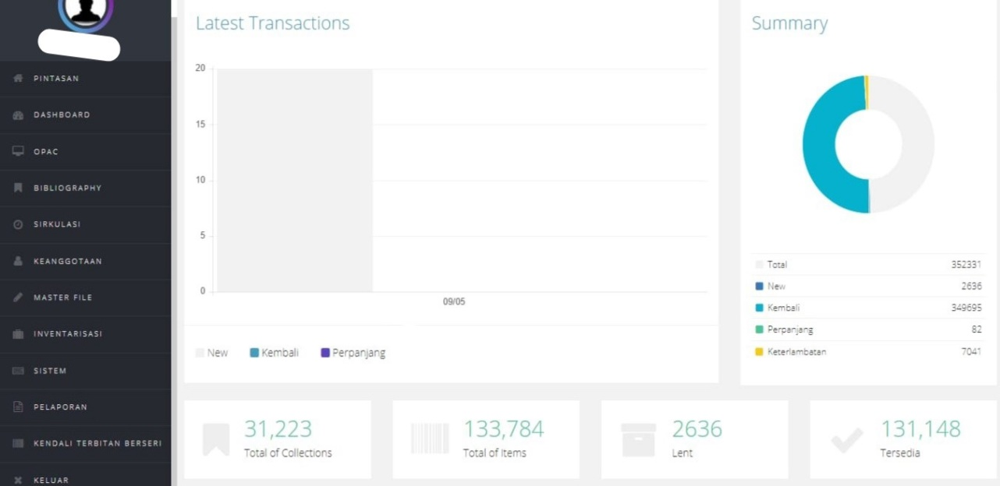 PINTASAN
DASHBOARD
OPAC
BIBLIOGRAPHY
SIRKULASI
KEANGGOTAAN
MASTER FILE
INVENTARISASI
SISTEM
PELAPORAN
KENDALI TERBITAN BERSERI
KELUAR
Latest Transactions
20
15
10
5
0
09/05
New Kembali Perpanjang
Summary
Total 352331
New 2636
Kembali 349695
Perpanjang 82
Keterlambatan 7041
31,223
Total of Collections
133,784
Total of Items
2636
Lent
131,148
Tersedia